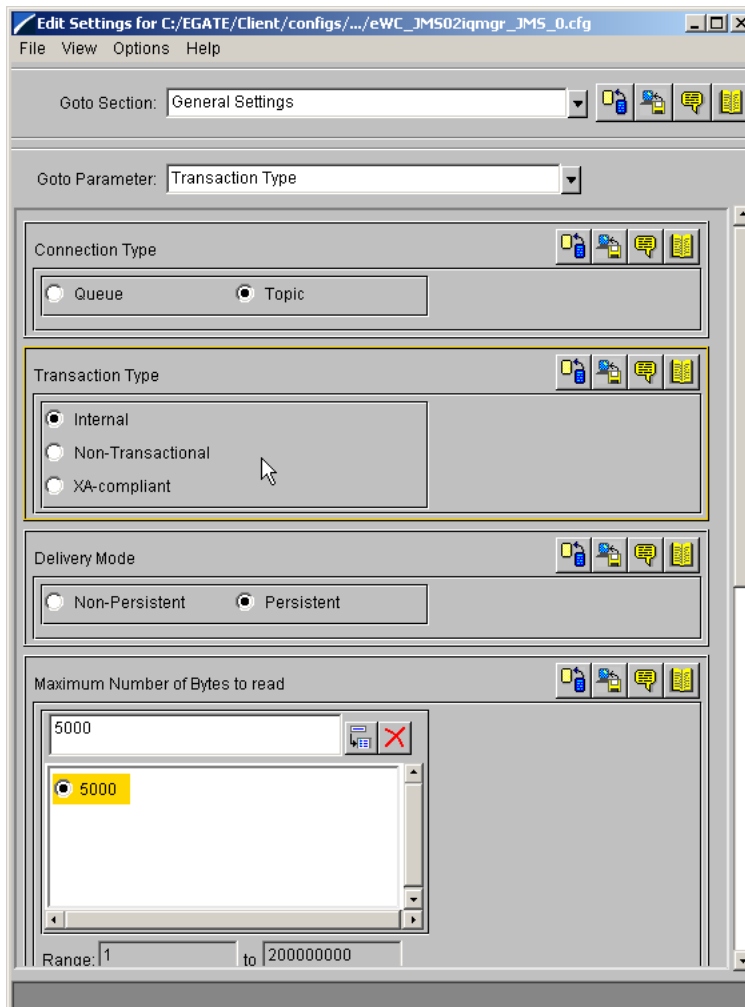 Edit Settings for C:/EGATE/Client/configs/.../eWC_JMS02iqmgr_JMS_0.cfg
File View Options Help
Goto Section: General Settings
Goto Parameter: Transaction Type
Connection Type
Queue Topic
Transaction Type
Internal
Non-Transactional
XA-compliant
Delivery Mode
Non-Persistent Persistent
Maximum Number of Bytes to read
5000
5000
Range: 1 to 200000000